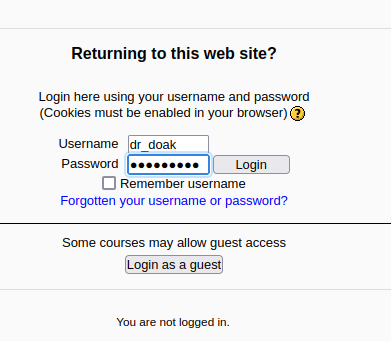 Returning to this web site?
Login here using your username and password
(Cookies must be enabled in your browser) ?
Username dr_doak
Password ●●●●●●●●● Login
Remember username
Forgotten your username or password?
Some courses may allow guest access
Login as a guest
You are not logged in.